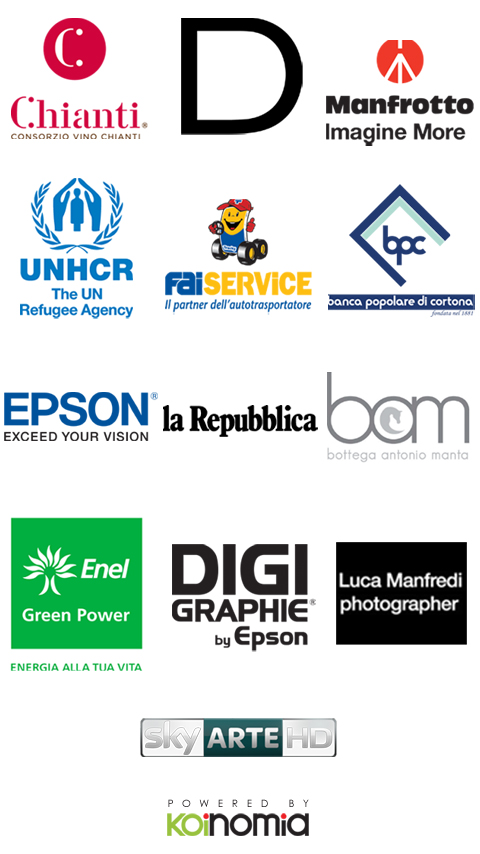 C.
Chianti®
CONSORZIO VINO CHIANTI
D
Manfrotto
Imagine More
UNHCR
The UN
Refugee Agency
faiSERVICE
Il partner dell'autotrasportatore
bpc
banca popolare di cortona
fondata nel 1881
EPSON®
EXCEED YOUR VISION
la Repubblica
bam
bottega antonio manta
Enel
Green Power
ENERGIA ALLA TUA VITA
DIGI
GRAPHIE®
by Epson
Luca Manfredi
photographer
sky ARTE HD
POWERED BY
koinomia